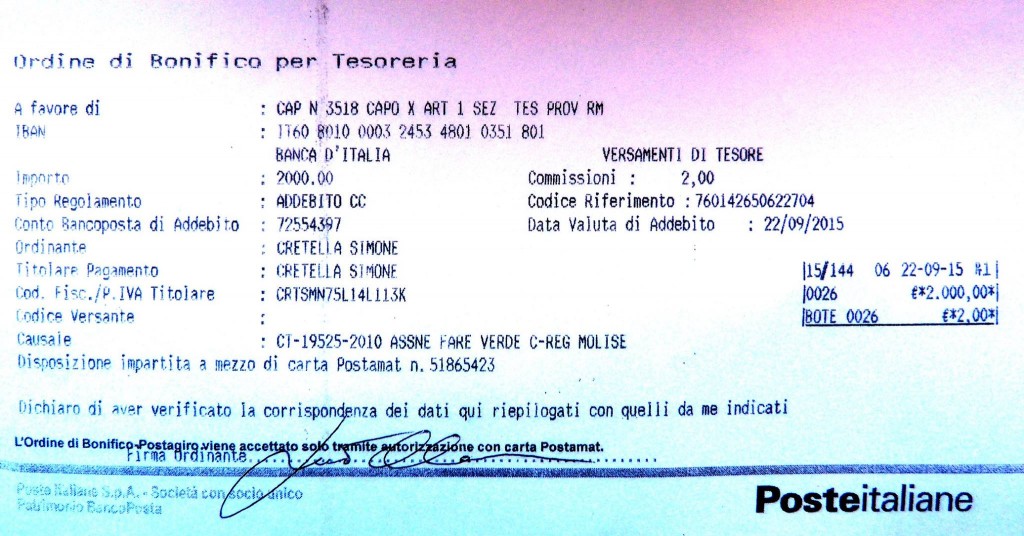 Ordine di Bonifico per Tesoreria
A favore di : CAP N 3518 CAPO X ART 1 SEZ TES PROV RM
IBAN : IT60 B010 0003 2453 4801 0351 801
BANCA D'ITALIA VERSAMENTI DI TESORE
Importo : 2000.00 Commissioni : 2,00
Tipo Regolamento : ADDEBITO CC Codice Riferimento : 760142650622704
Conto Bancoposta di Addebito : 72554397 Data Valuta di Addebito : 22/09/2015
Ordinante : CRETELLA SIMONE
Titolare Pagamento : CRETELLA SIMONE |15/144 06 22-09-15 #1|
Cod. Fisc./P.IVA Titolare : CRTSMN75L14L113K |0026 €*2.000,00*|
Codice Versante : |BOTE 0026 €*2,00*|
Causale : CT-19525-2010 ASSNE FARE VERDE C-REG MOLISE
Disposizione impartita a mezzo di carta Postamat n. 51865423
Dichiaro di aver verificato la corrispondenza dei dati qui riepilogati con quelli da me indicati
L'Ordine di Bonifico-Postagiro viene accettato solo tramite autorizzazione con carta Postamat.
Firma Ordinante
Poste Italiane S.p.A. - Società con socio unico
Patrimonio BancoPosta
Posteitaliane